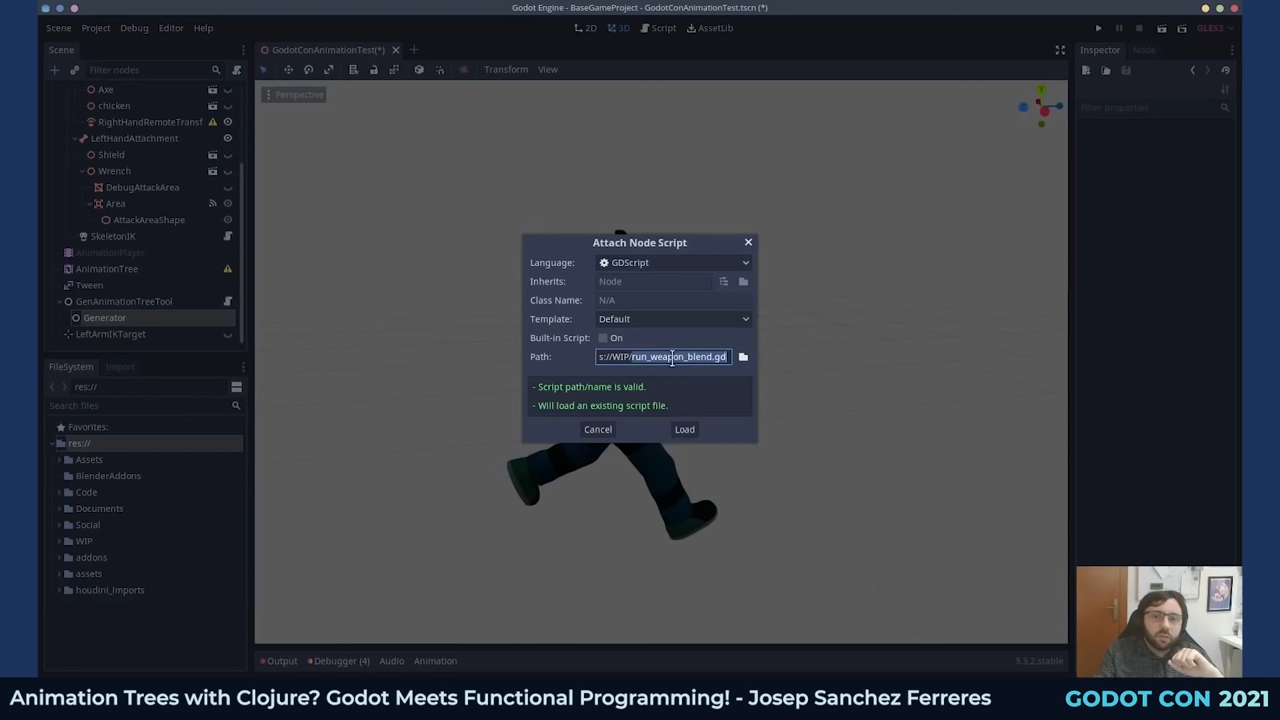 Godot Engine - BaseGameProject - GodotConAnimationTest.tscn (*)
Scene Project Debug Editor Help
2D 3D Script AssetLib
GLES3
Scene
GodotConAnimationTest(*)
Inspector Node
Filter nodes
Transform View
Perspective
Y
Z
Filter properties
Axe
chicken
RightHandRemoteTransf
LeftHandAttachment
Shield
Wrench
DebugAttackArea
Area
AttackAreaShape
SkeletonIK
AnimationPlayer
AnimationTree
Tween
GenAnimationTreeTool
Generator
LeftArmIKTarget
Attach Node Script
Language: GDScript
Inherits: Node
Class Name: N/A
Template: Default
Built-in Script: On
Path: s://WIP/run_weapon_blend.gd
- Script path/name is valid.
- Will load an existing script file.
Cancel Load
FileSystem Import
res://
Search files
Favorites:
res://
Assets
BlenderAddons
Code
Documents
Social
WIP
addons
assets
houdini_imports
Output Debugger (4) Audio Animation
3.3.2.stable
Animation Trees with Clojure? Godot Meets Functional Programming! - Josep Sanchez Ferreres
GODOT CON 2021